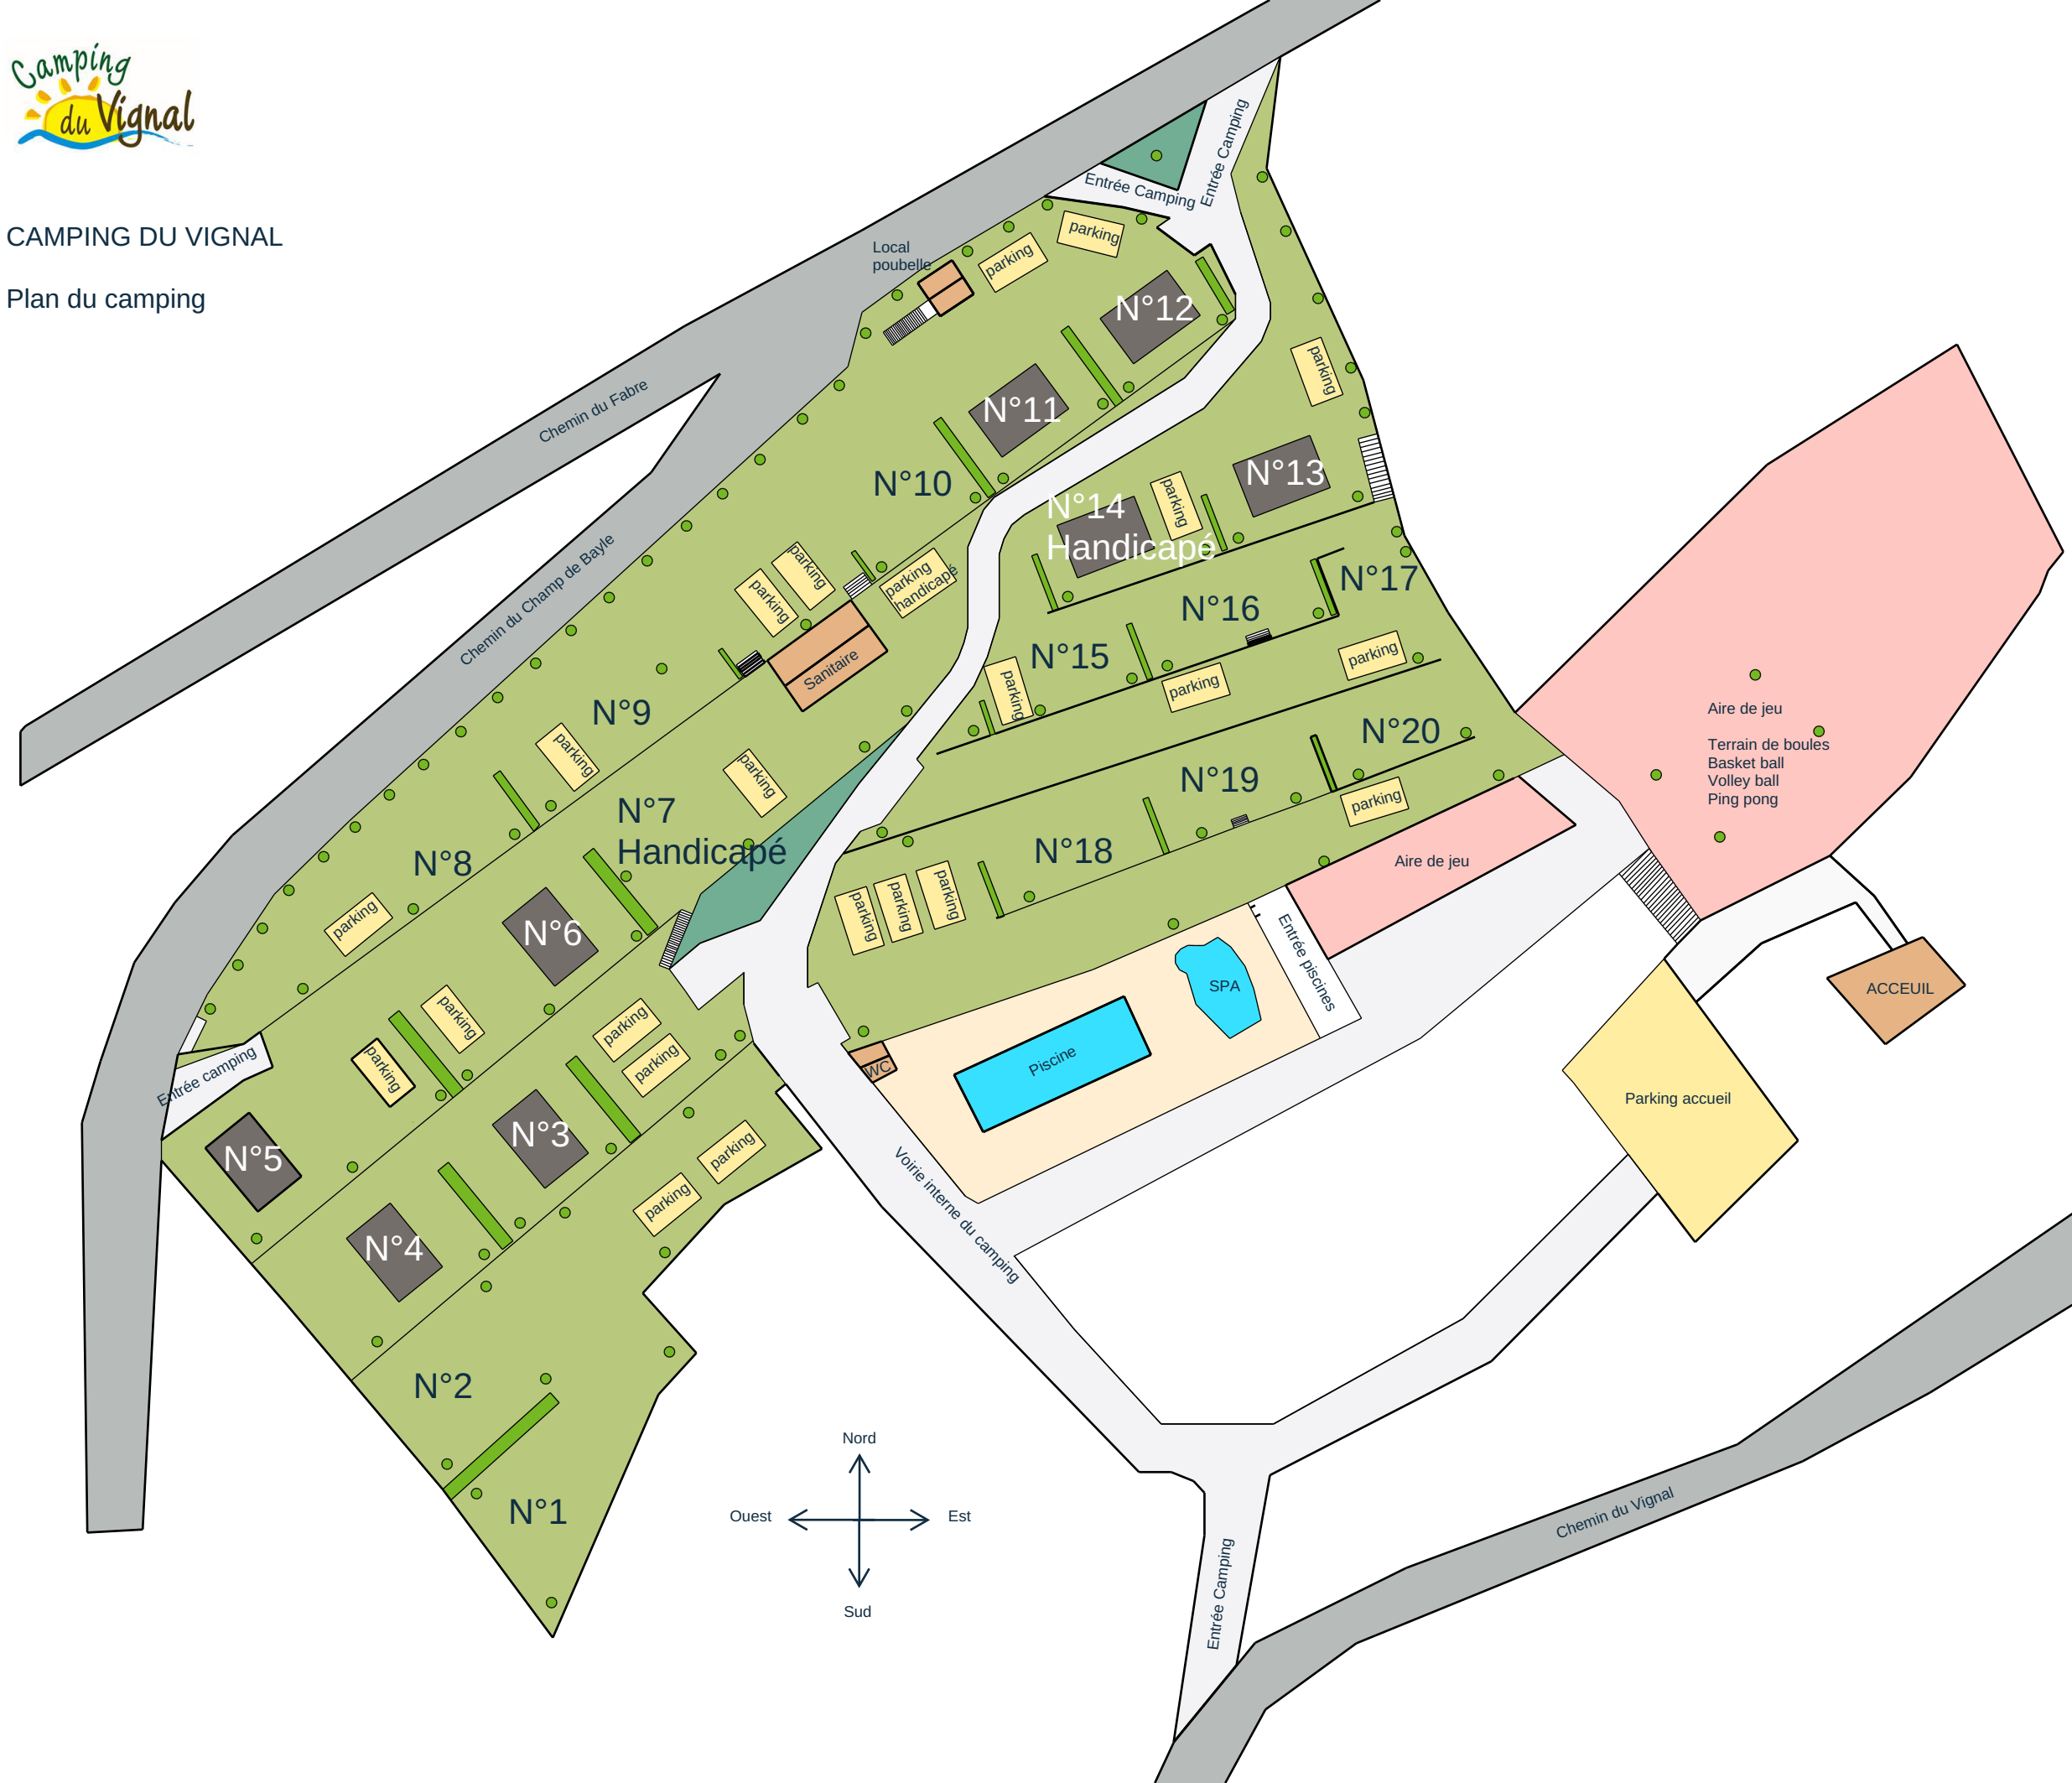 Camping
du Vignal
CAMPING DU VIGNAL
Plan du camping
Entrée Camping
Entrée Camping
Local
poubelle
parking
parking
N°12
Chemin du Fabre
N°11
parking
N°10
N°13
N°14
Handicapé
parking
Chemin du Champ de Bayle
parking
parking
parking
handicapé
N°17
N°16
N°15
Sanitaire
parking
parking
parking
N°9
parking
parking
N°20
N°19
parking
N°7
Handicapé
N°18
N°8
Aire de jeu
Terrain de boules
Basket ball
Volley ball
Ping pong
Aire de jeu
parking
parking
parking
parking
N°6
Entrée piscines
SPA
ACCEUIL
parking
parking
parking
parking
Entrée camping
WC
Piscine
Parking accueil
N°5
N°3
parking
parking
Voirie interne du camping
N°4
N°2
N°1
Nord
Ouest
Est
Sud
Chemin du Vignal
Entrée Camping